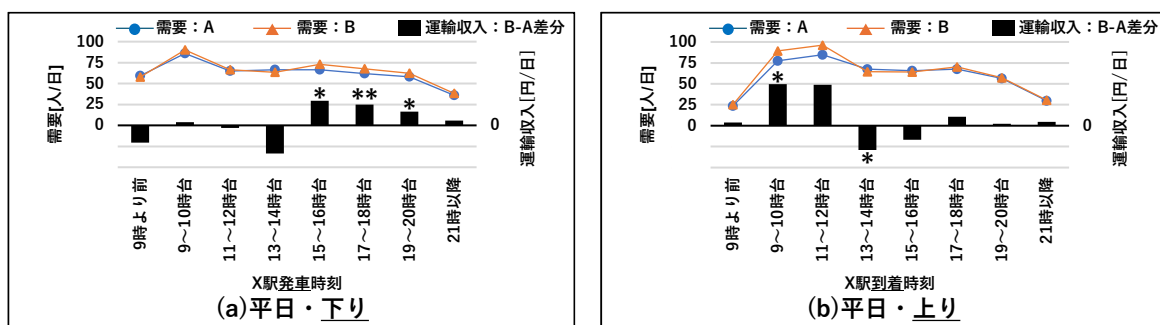 需要：A 需要：B 運輸収入：B-A差分
需要[人/日]
100
75
50
25
0
* ** *
0
運輸収入[円/日]
9時より前
9～10時台
11～12時台
13～14時台
15～16時台
17～18時台
19～20時台
21時以降
X駅発車時刻
(a)平日・下り
需要：A 需要：B 運輸収入：B-A差分
需要[人/日]
100
75
50
25
0
*
*
0
運輸収入[円/日]
9時より前
9～10時台
11～12時台
13～14時台
15～16時台
17～18時台
19～20時台
21時以降
X駅到着時刻
(b)平日・上り